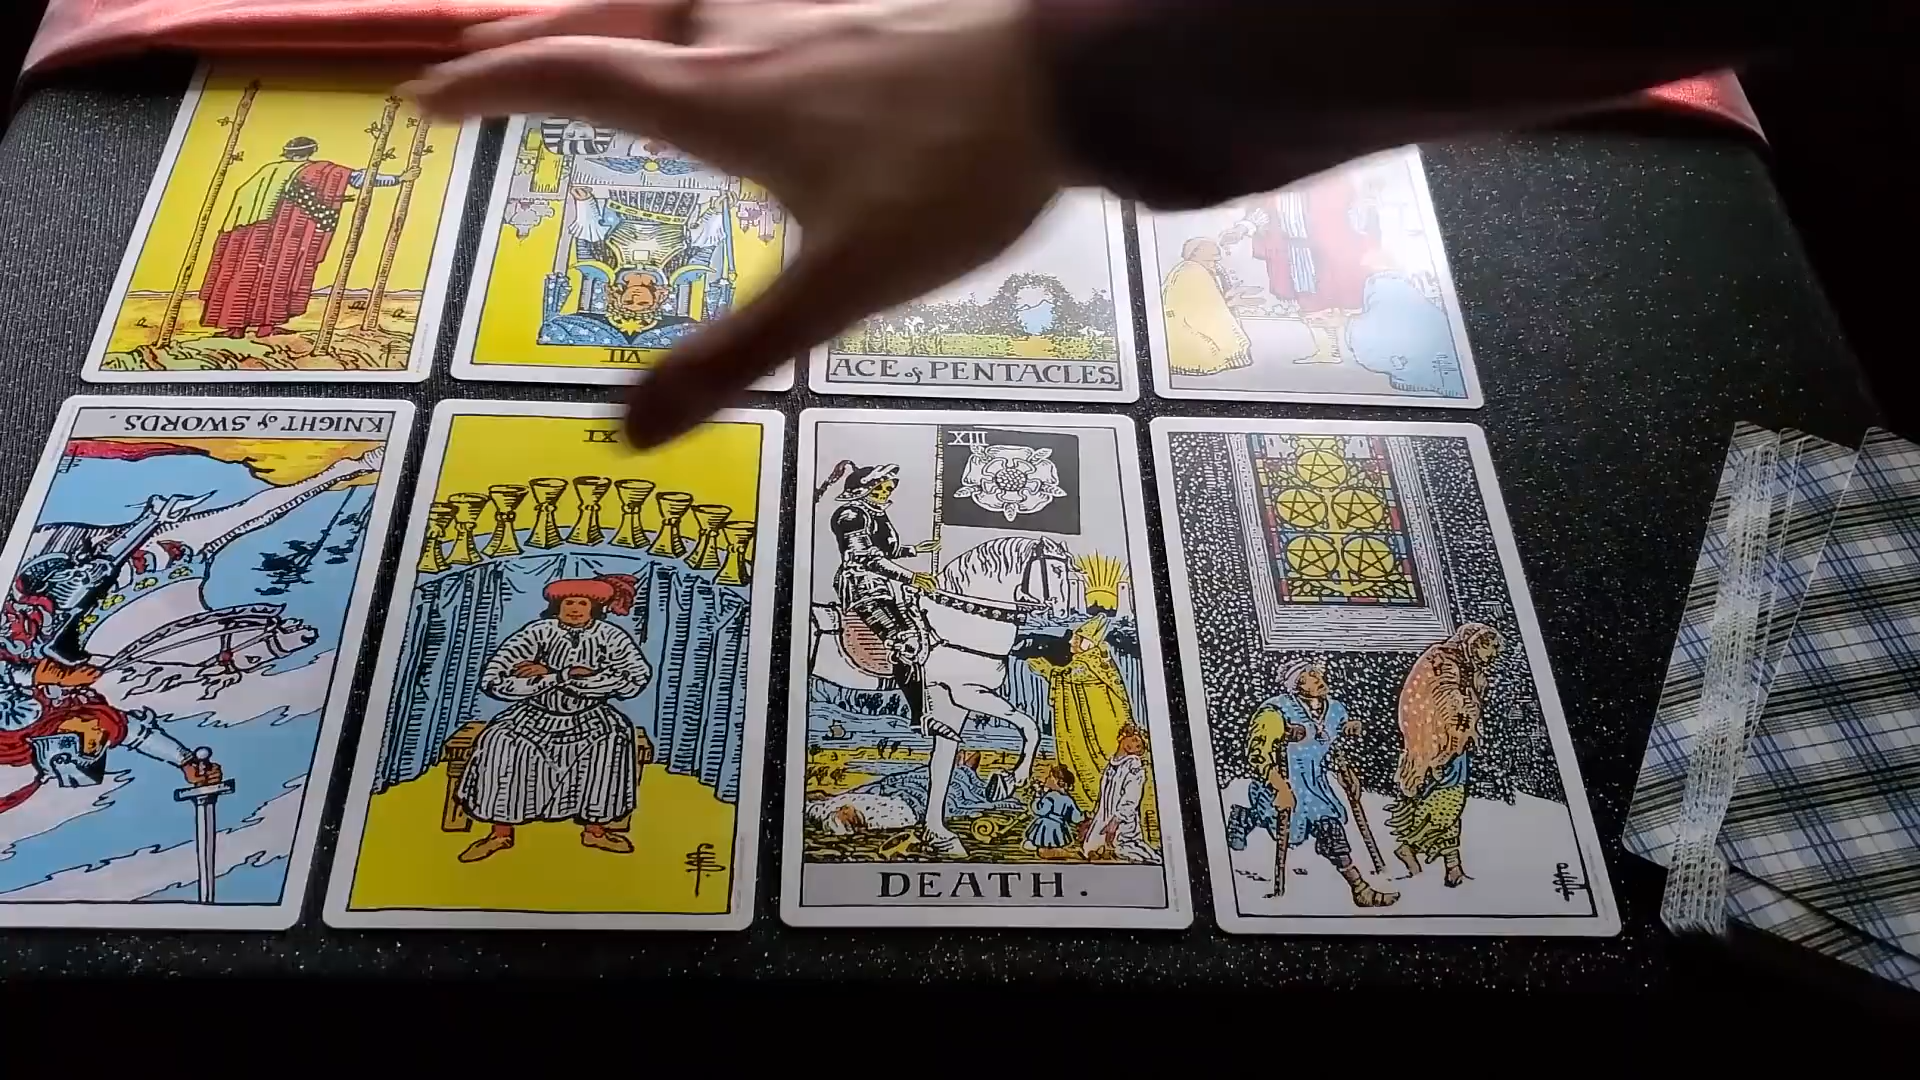 VII
ACE of PENTACLES.
KNIGHT of SWORDS.
IX
XIII
DEATH.